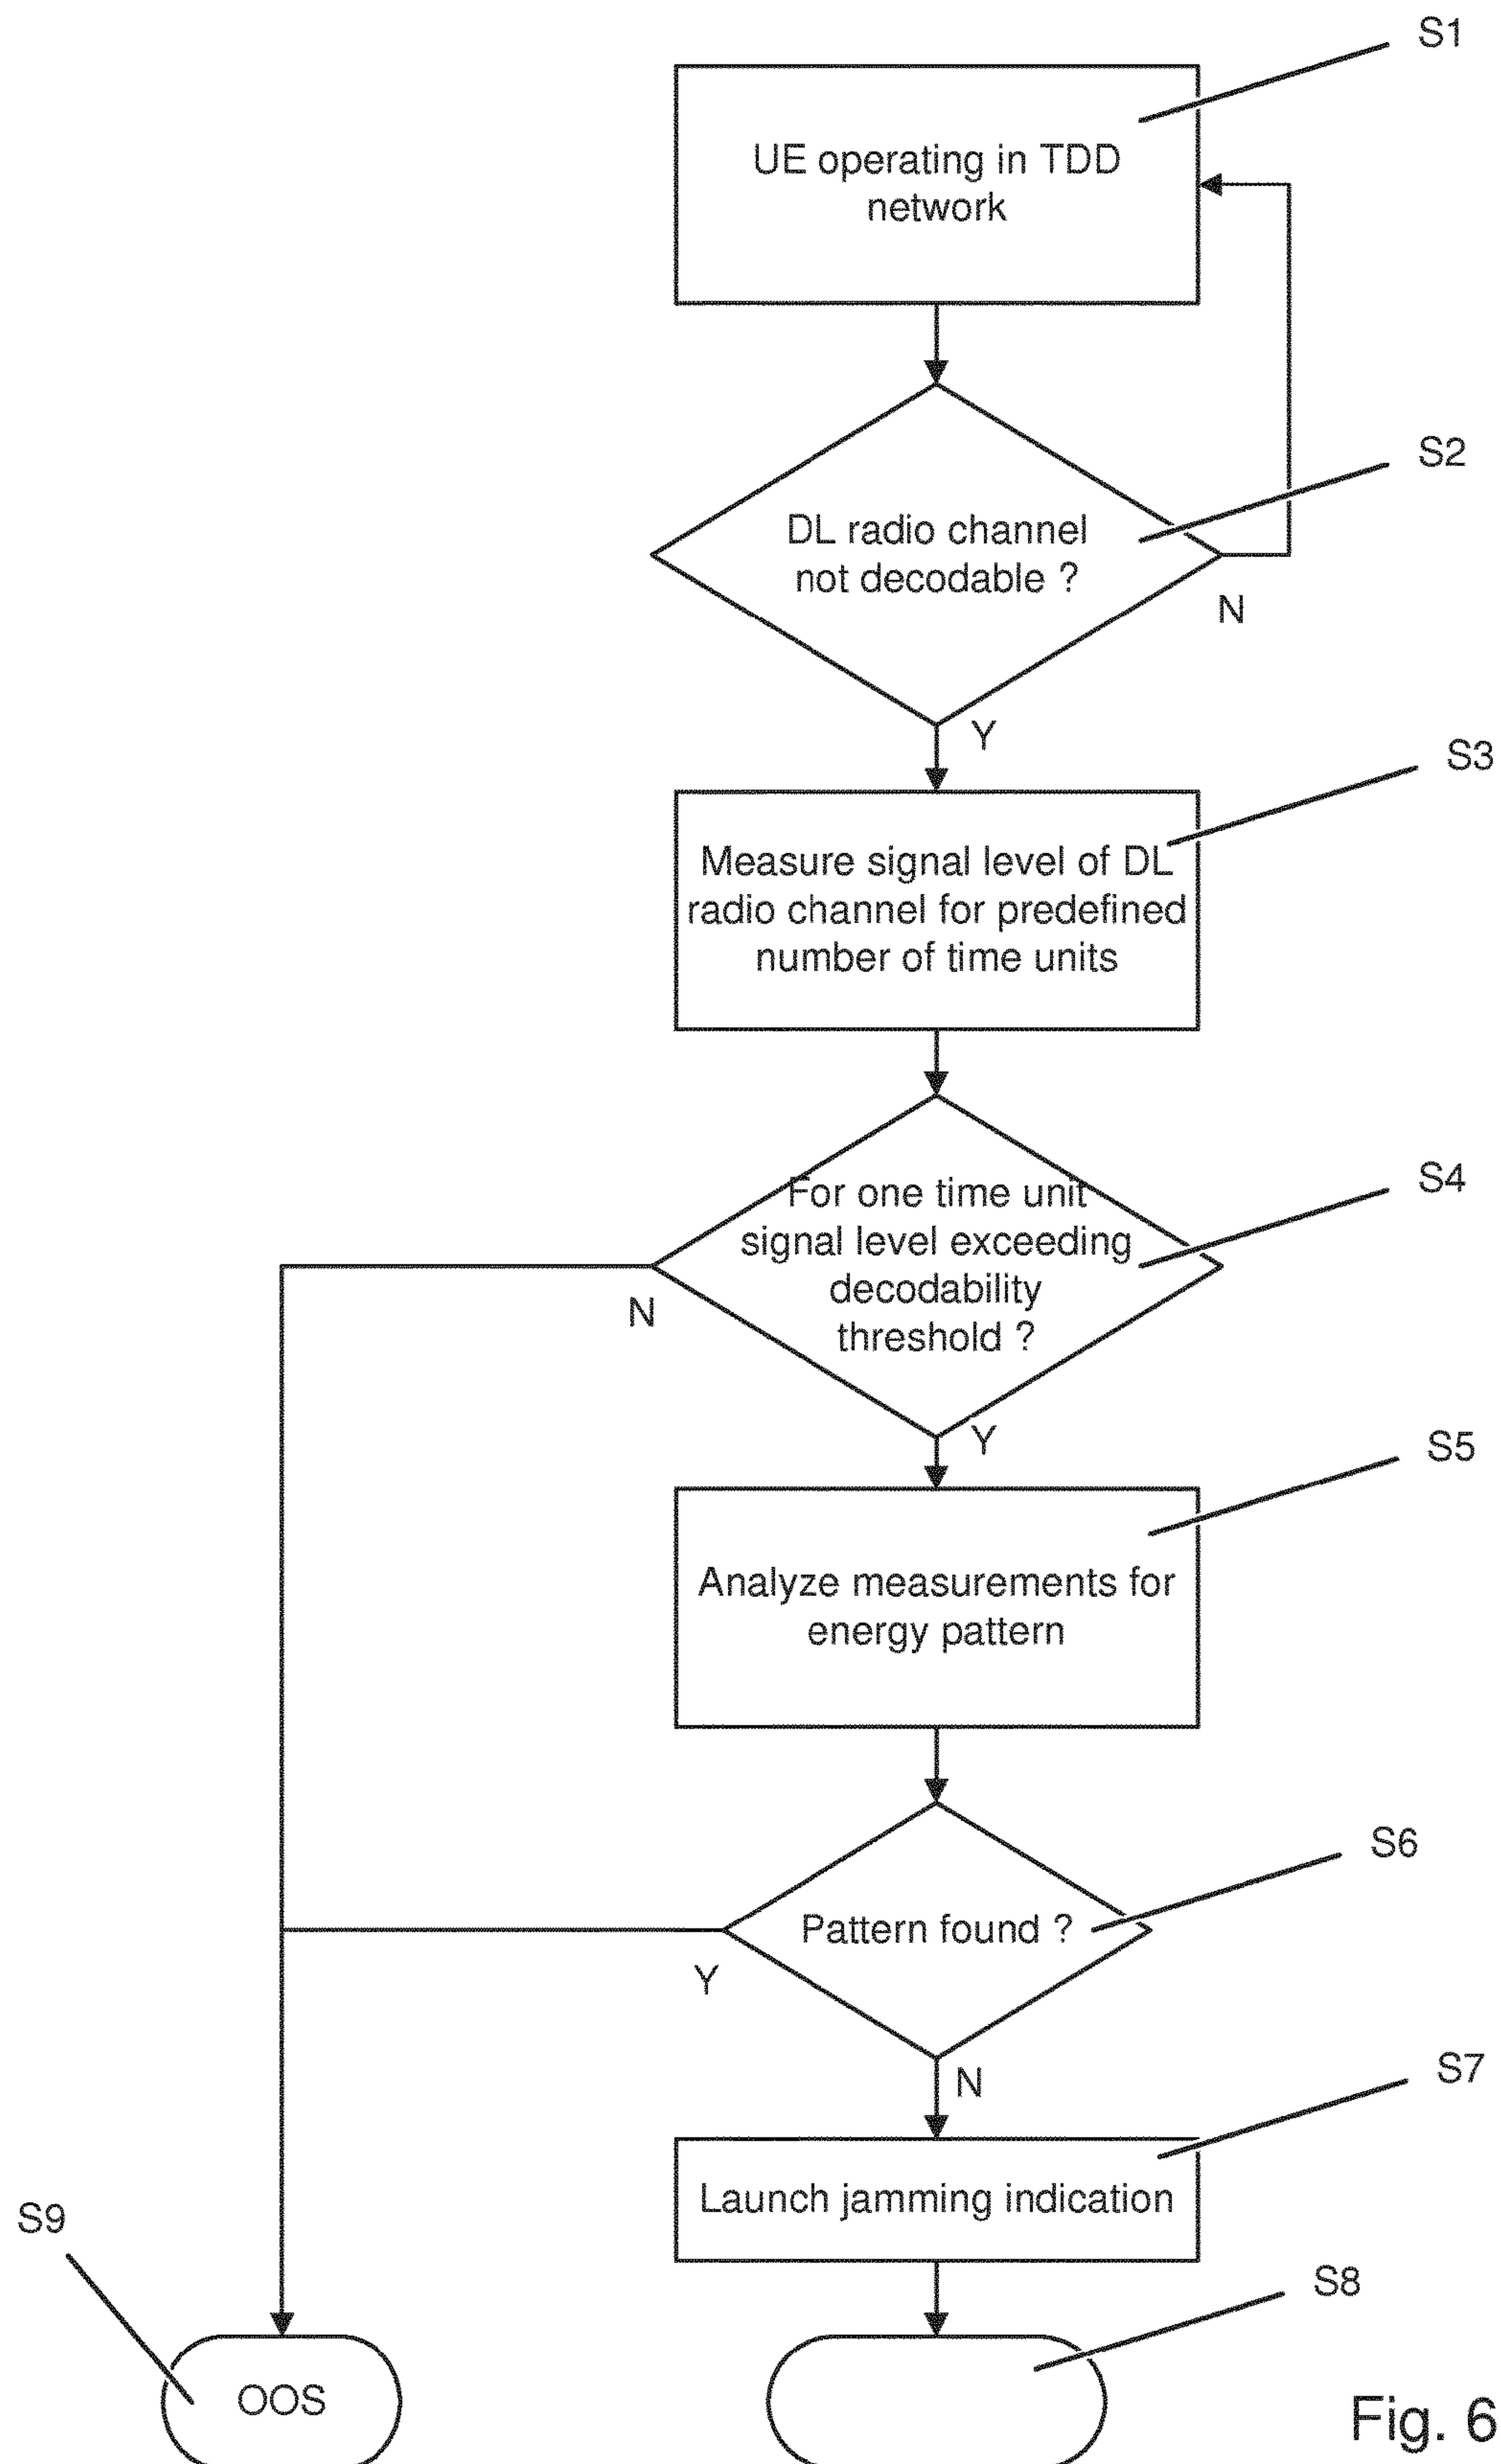 S1
UE operating in TDD
network
S2
DL radio channel
not decodable ?
N
Y
S3
Measure signal level of DL
radio channel for predefined
number of time units
S4
For one time unit
signal level exceeding
decodability
threshold ?
N
Y
S5
Analyze measurements for
energy pattern
S6
Pattern found ?
Y
N
S7
Launch jamming indication
S9
S8
OOS
Fig. 6